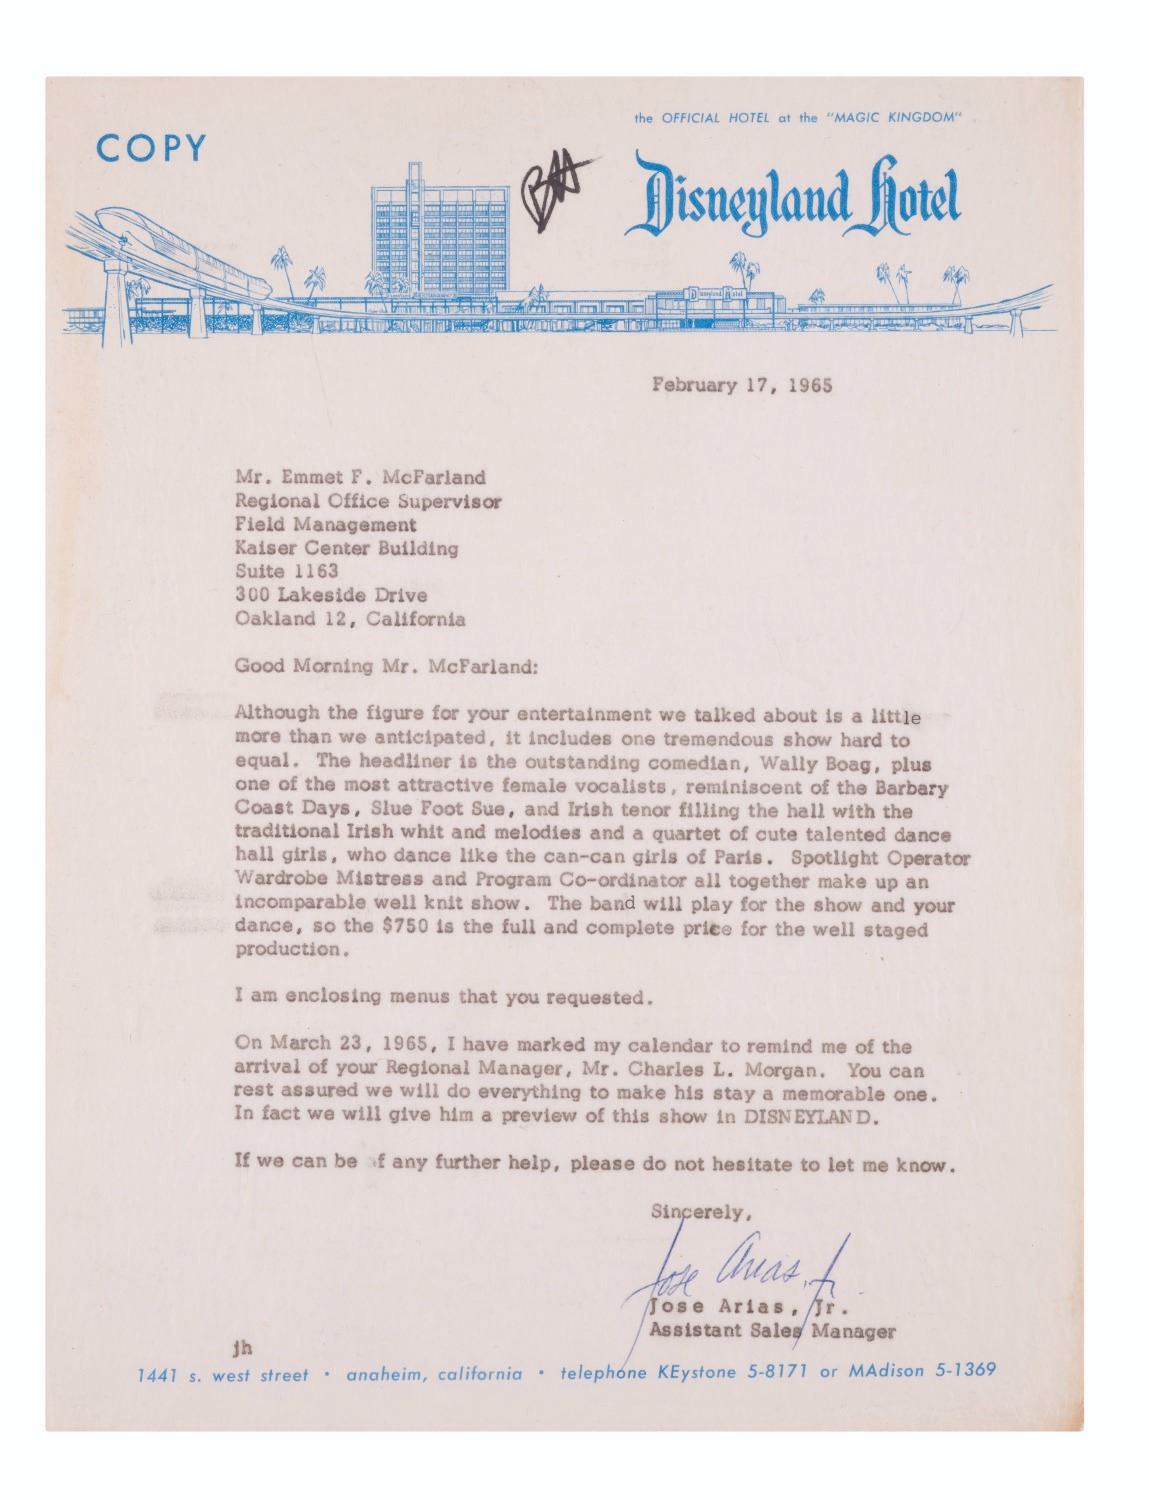 COPY
the OFFICIAL HOTEL at the "MAGIC KINGDOM"
Disneyland Hotel
Disneyland Hotel
February 17, 1965
Mr. Emmet F. McFarland
Regional Office Supervisor
Field Management
Kaiser Center Building
Suite 1163
300 Lakeside Drive
Oakland 12, California
Good Morning Mr. McFarland:
Although the figure for your entertainment we talked about is a little
more than we anticipated, it includes one tremendous show hard to
equal. The headliner is the outstanding comedian, Wally Boag, plus
one of the most attractive female vocalists, reminiscent of the Barbary
Coast Days, Slue Foot Sue, and Irish tenor filling the hall with the
traditional Irish whit and melodies and a quartet of cute talented dance
hall girls, who dance like the can-can girls of Paris. Spotlight Operator
Wardrobe Mistress and Program Co-ordinator all together make up an
incomparable well knit show. The band will play for the show and your
dance, so the $750 is the full and complete price for the well staged
production.
I am enclosing menus that you requested.
On March 23, 1965, I have marked my calendar to remind me of the
arrival of your Regional Manager, Mr. Charles L. Morgan. You can
rest assured we will do everything to make his stay a memorable one.
In fact we will give him a preview of this show in DISNEYLAND.
If we can be of any further help, please do not hesitate to let me know.
Sincerely,
Jose Arias, Jr
Jose Arias, Jr.
Assistant Sales Manager
jh
1441 s. west street • anaheim, california • telephone KEystone 5-8171 or MAdison 5-1369